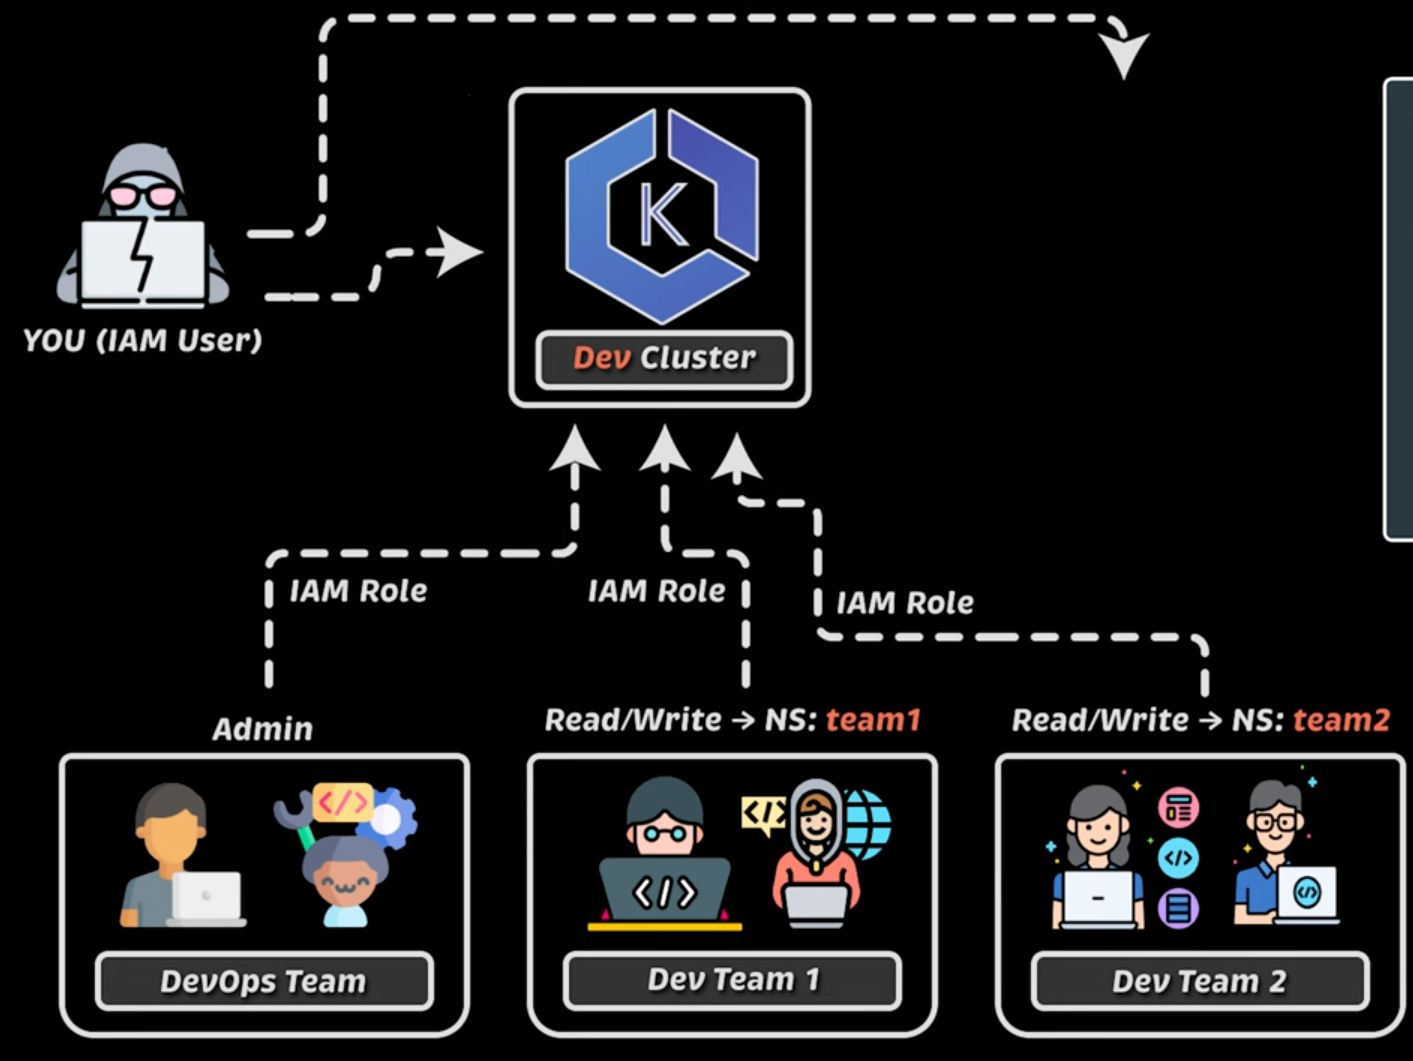 YOU (IAM User)
K
Dev Cluster
IAM Role
IAM Role
IAM Role
Admin
Read/Write → NS: team1
Read/Write → NS: team2
</>
</>
</>
</>
</>
DevOps Team
Dev Team 1
Dev Team 2